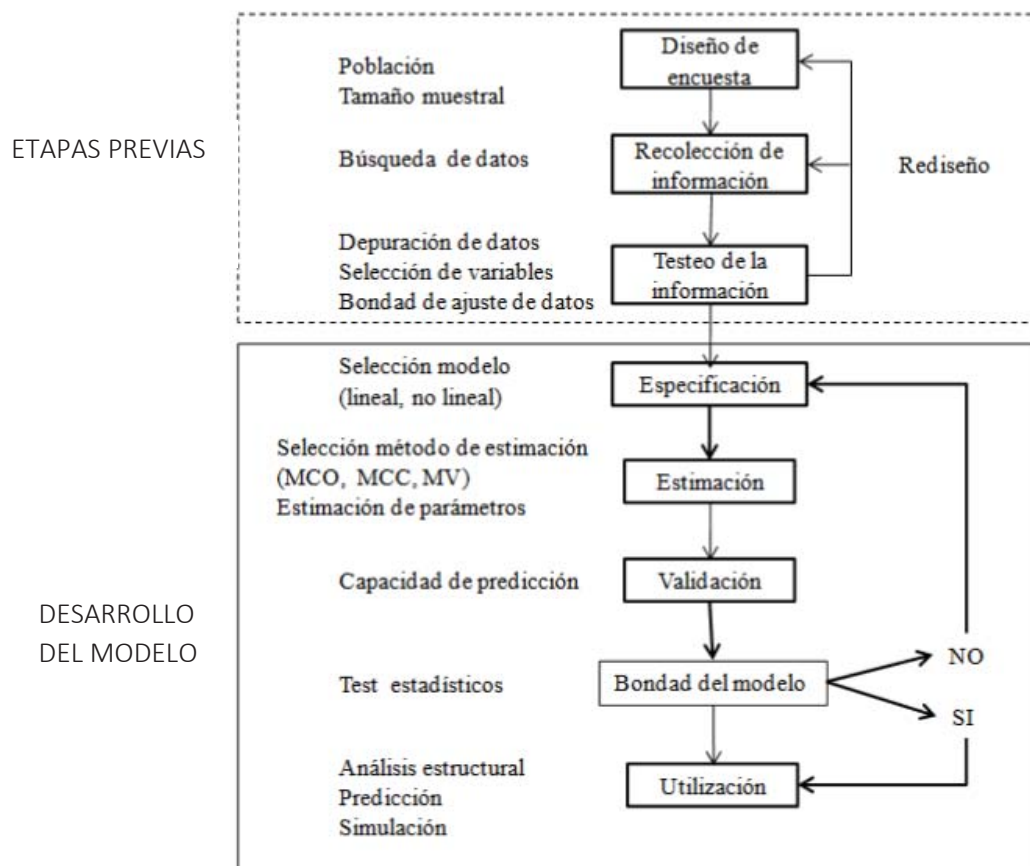 ETAPAS PREVIAS
Población
Tamaño muestral
Diseño de
encuesta
Búsqueda de datos
Recolección de
información
Rediseño
Depuración de datos
Selección de variables
Bondad de ajuste de datos
Testeo de la
información
DESARROLLO
DEL MODELO
Selección modelo
(lineal, no lineal)
Especificación
Selección método de estimación
(MCO, MCC, MV)
Estimación de parámetros
Estimación
Capacidad de predicción
Validación
Test estadísticos
Bondad del modelo
NO
SI
Análisis estructural
Predicción
Simulación
Utilización